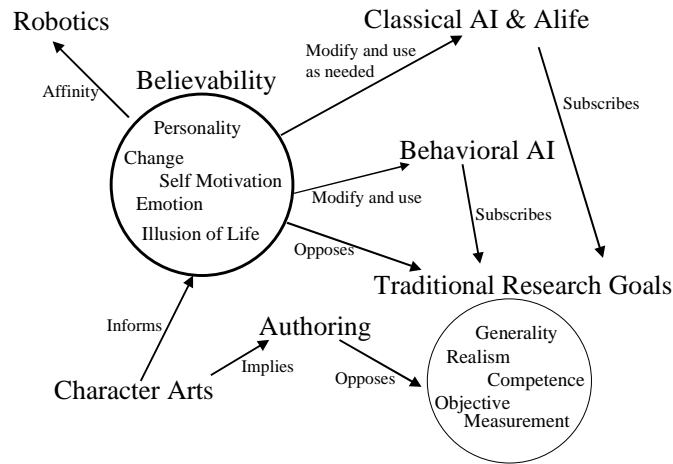 Robotics
Classical AI & Alife
Modify and use
as needed
Believability
Affinity
Subscribes
Personality
Change
Self Motivation
Emotion
Illusion of Life
Behavioral AI
Modify and use
Subscribes
Opposes
Traditional Research Goals
Informs
Authoring
Implies
Opposes
Character Arts
Generality
Realism
Competence
Objective
Measurement